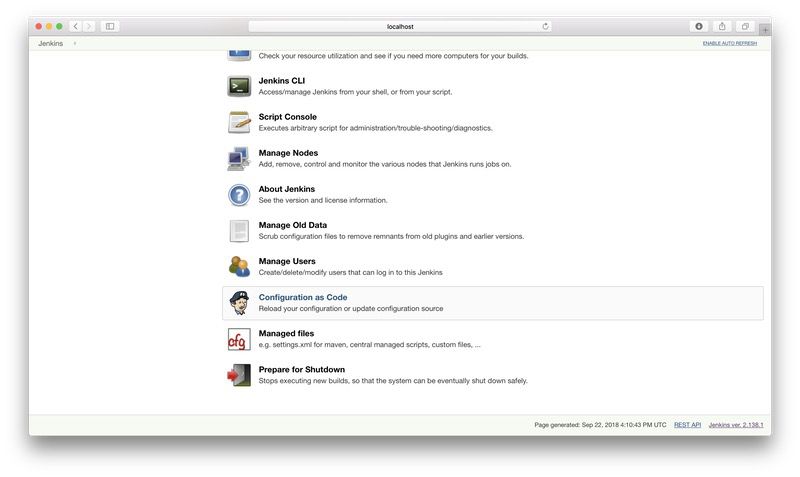 localhost
Jenkins
ENABLE AUTO REFRESH
Check your resource utilization and see if you need more computers for your builds.
Jenkins CLI
Access/manage Jenkins from your shell, or from your script.
Script Console
Executes arbitrary script for administration/trouble-shooting/diagnostics.
Manage Nodes
Add, remove, control and monitor the various nodes that Jenkins runs jobs on.
About Jenkins
See the version and license information.
Manage Old Data
Scrub configuration files to remove remnants from old plugins and earlier versions.
Manage Users
Create/delete/modify users that can log in to this Jenkins
Configuration as Code
Reload your configuration or update configuration source
cfg
Managed files
e.g. settings.xml for maven, central managed scripts, custom files, ...
Prepare for Shutdown
Stops executing new builds, so that the system can be eventually shut down safely.
Page generated: Sep 22, 2018 4:10:43 PM UTC REST API Jenkins ver. 2.138.1